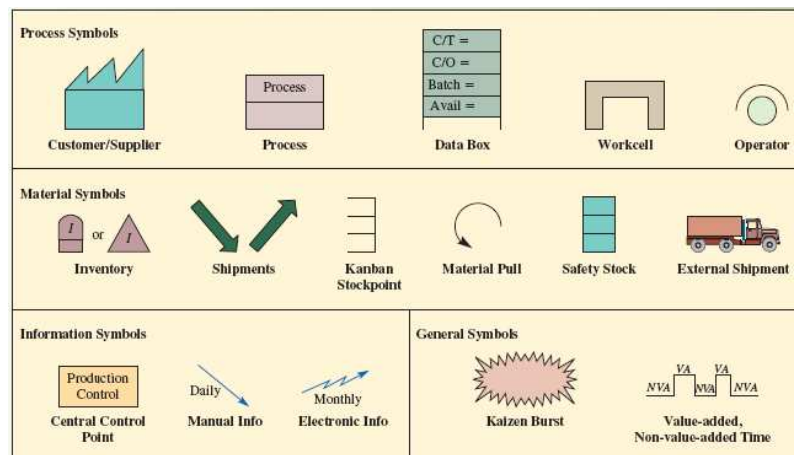 Process Symbols
C/T =
C/O =
Batch =
Avail =
Process
Customer/Supplier
Process
Data Box
Workcell
Operator
Material Symbols
I or I
Inventory
Shipments
Kanban
Stockpoint
Material Pull
Safety Stock
External Shipment
Information Symbols
Production
Control
Daily
Monthly
Central Control
Point
Manual Info
Electronic Info
General Symbols
NVA VA NVA VA NVA
Kaizen Burst
Value-added,
Non-value-added Time